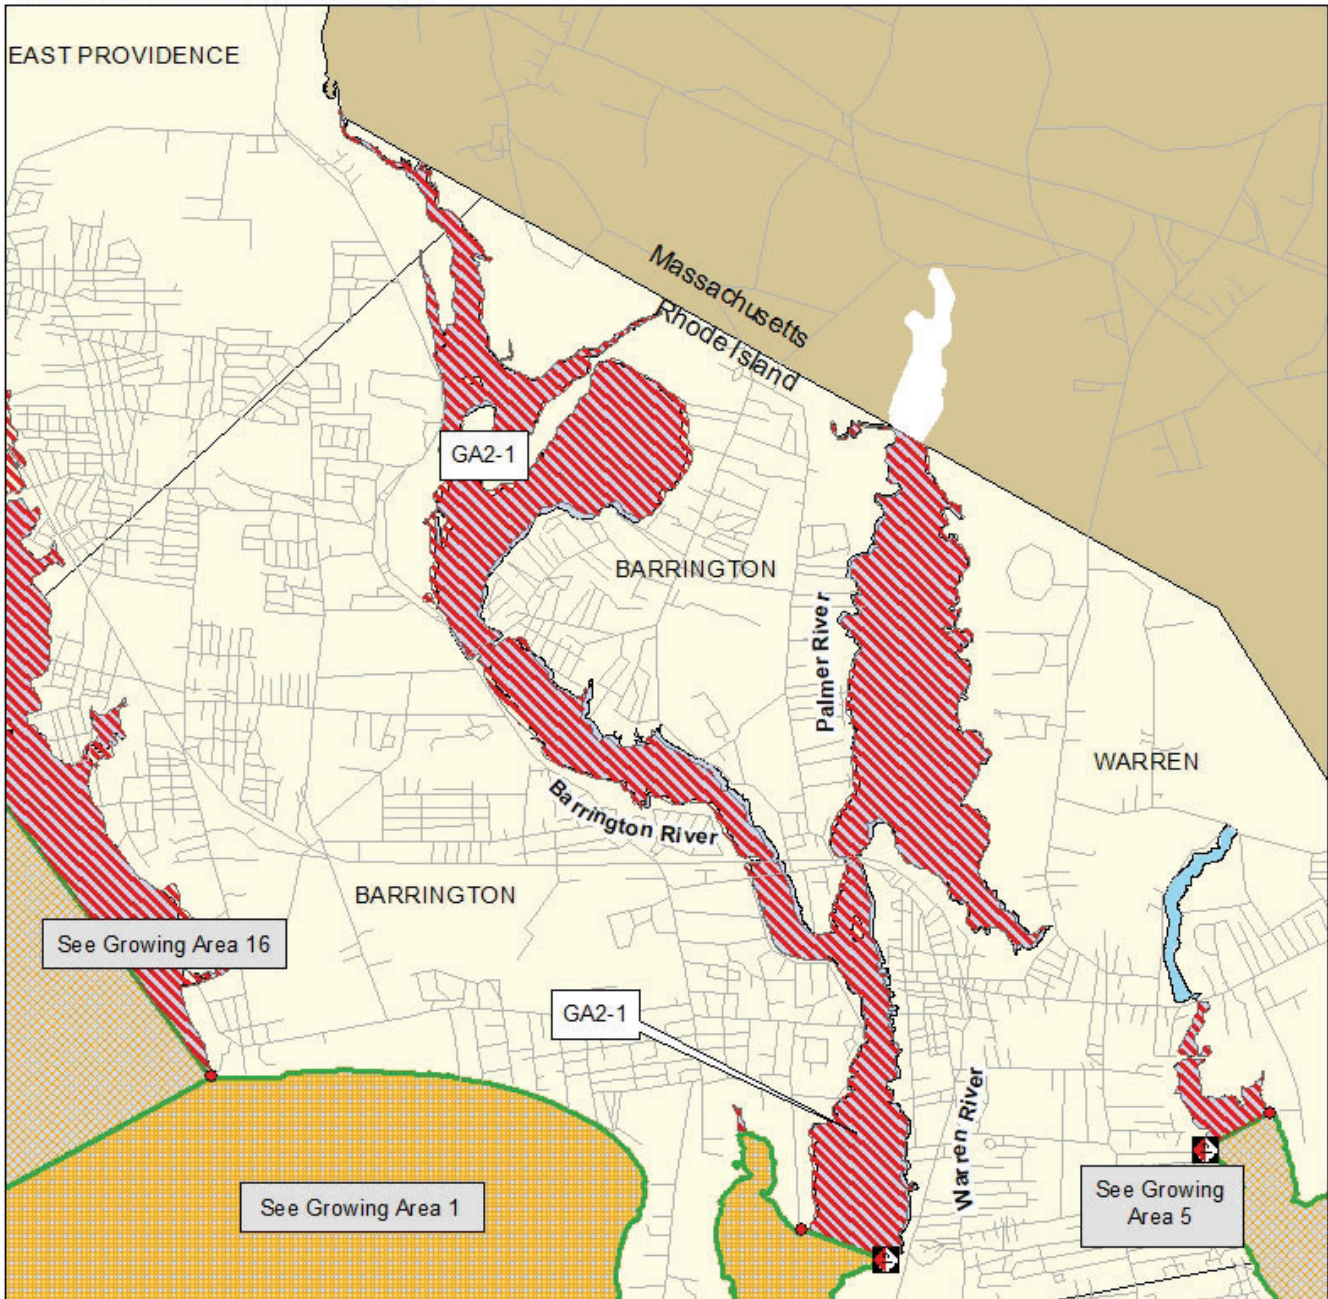 EAST PROVIDENCE
Massachusetts
Rhode Island
GA2-1
BARRINGTON
Palmer River
WARREN
Barrington River
BARRINGTON
See Growing Area 16
GA2-1
Warren River
See Growing Area 1
See Growing
Area 5